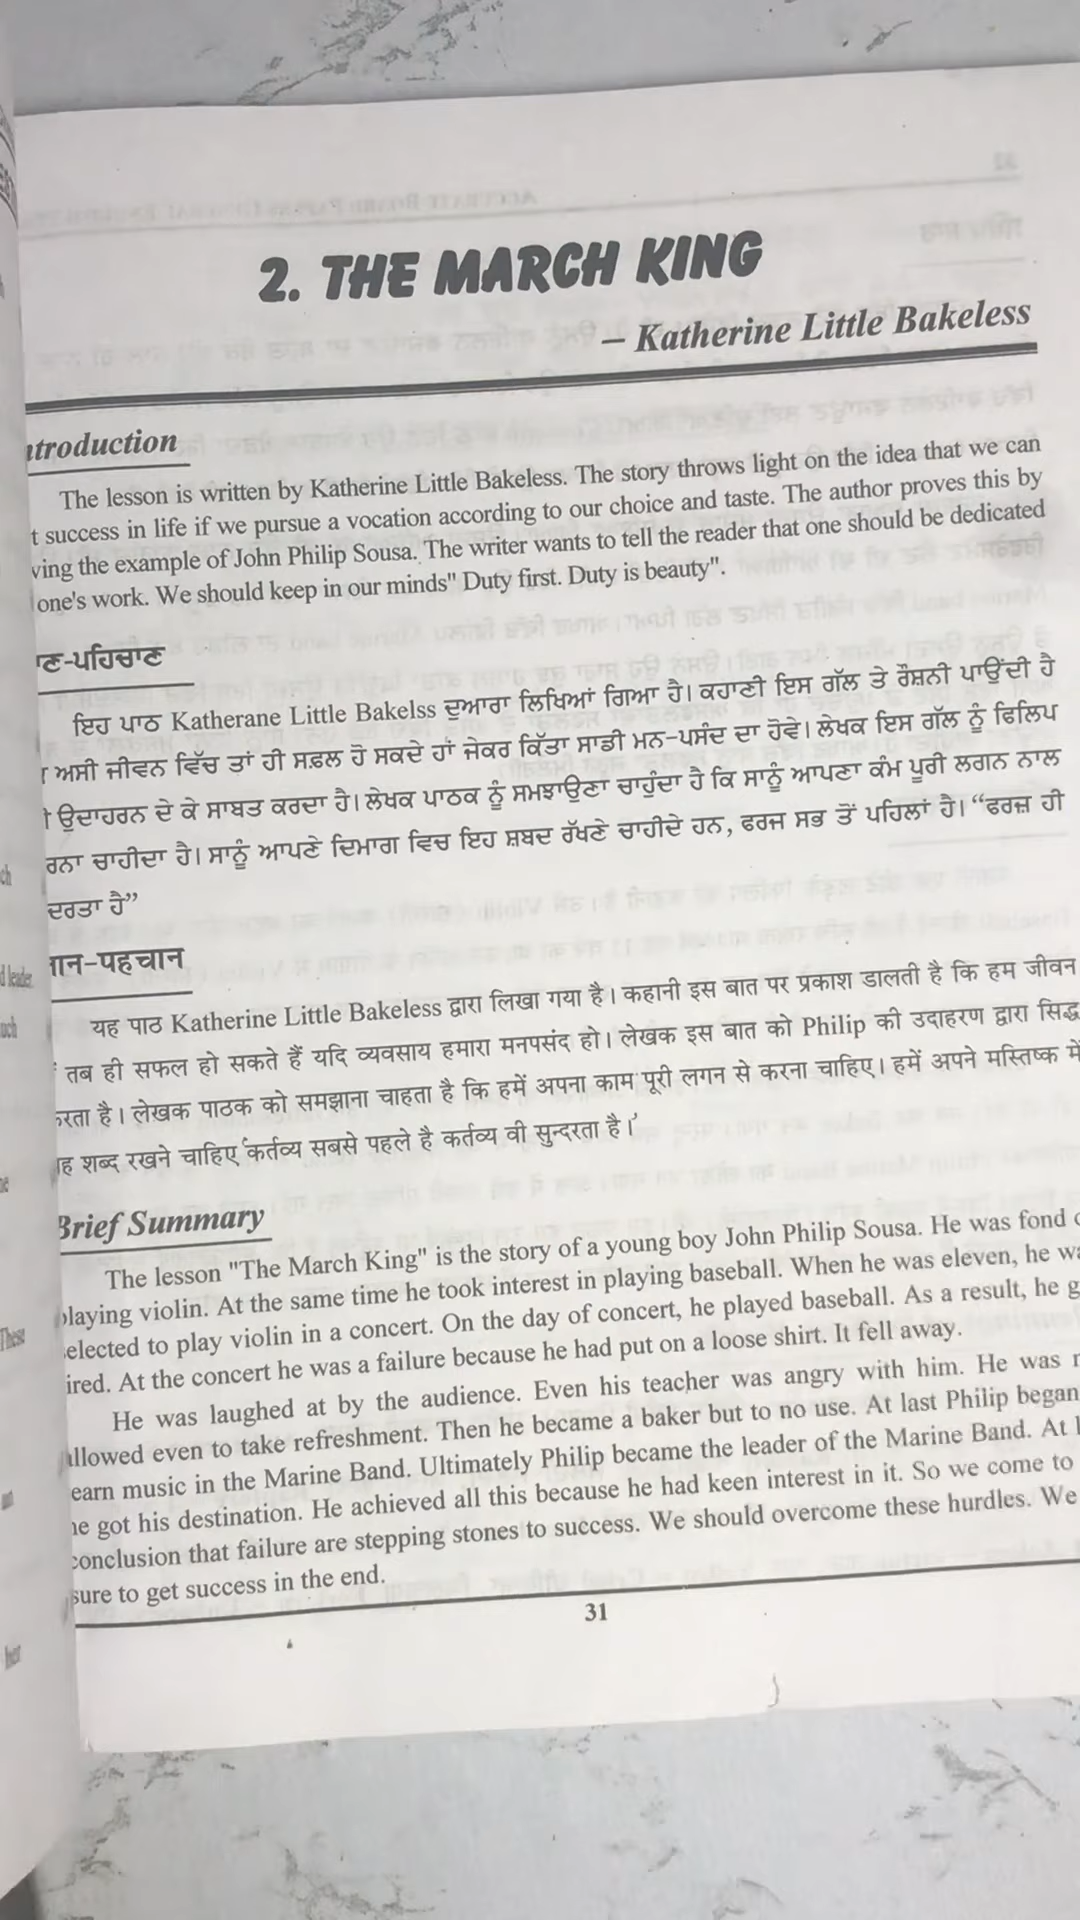 2. THE MARCH KING
– Katherine Little Bakeless
ntroduction
The lesson is written by Katherine Little Bakeless. The story throws light on the idea that we can
t success in life if we pursue a vocation according to our choice and taste. The author proves this by
ving the example of John Philip Sousa. The writer wants to tell the reader that one should be dedicated
one's work. We should keep in our minds" Duty first. Duty is beauty".
ਾਣ-ਪਹਿਚਾਣ
ਇਹ ਪਾਠ Katherane Little Bakelss ਦੁਆਰਾ ਲਿਖਿਆਂ ਗਿਆ ਹੈ। ਕਹਾਣੀ ਇਸ ਗੱਲ ਤੇ ਰੌਸ਼ਨੀ ਪਾਉਂਦੀ ਹੈ
ਅਸੀ ਜੀਵਨ ਵਿੱਚ ਤਾਂ ਹੀ ਸਫ਼ਲ ਹੋ ਸਕਦੇ ਹਾਂ ਜੇਕਰ ਕਿੱਤਾ ਸਾਡੀ ਮਨ-ਪਸੰਦ ਦਾ ਹੋਵੇ। ਲੇਖਕ ਇਸ ਗੱਲ ਨੂੰ ਫਿਲਿਪ
ੀ ਉਦਾਹਰਨ ਦੇ ਕੇ ਸਾਬਤ ਕਰਦਾ ਹੈ। ਲੇਖਕ ਪਾਠਕ ਨੂੰ ਸਮਝਾਉਣਾ ਚਾਹੁੰਦਾ ਹੈ ਕਿ ਸਾਨੂੰ ਆਪਣਾ ਕੰਮ ਪੂਰੀ ਲਗਨ ਨਾਲ
ਰਨਾ ਚਾਹੀਦਾ ਹੈ। ਸਾਨੂੰ ਆਪਣੇ ਦਿਮਾਗ ਵਿਚ ਇਹ ਸ਼ਬਦ ਰੱਖਣੇ ਚਾਹੀਦੇ ਹਨ, ਫਰਜ ਸਭ ਤੋਂ ਪਹਿਲਾਂ ਹੈ। “ਫਰਜ਼ ਹੀ
ਦਰਤਾ ਹੈ”
ान-पहचान
यह पाठ Katherine Little Bakeless द्वारा लिखा गया है। कहानी इस बात पर प्रकाश डालती है कि हम जीवन
तब ही सफल हो सकते हैं यदि व्यवसाय हमारा मनपसंद हो। लेखक इस बात को Philip की उदाहरण द्वारा सिद्ध
रता है। लेखक पाठक को समझाना चाहता है कि हमें अपना काम पूरी लगन से करना चाहिए। हमें अपने मस्तिष्क में
ह शब्द रखने चाहिए 'कर्तव्य सबसे पहले है कर्तव्य वी सुन्दरता है।'
Brief Summary
The lesson "The March King" is the story of a young boy John Philip Sousa. He was fond
playing violin. At the same time he took interest in playing baseball. When he was eleven, he wa
elected to play violin in a concert. On the day of concert, he played baseball. As a result, he g
ired. At the concert he was a failure because he had put on a loose shirt. It fell away.
He was laughed at by the audience. Even his teacher was angry with him. He was
llowed even to take refreshment. Then he became a baker but to no use. At last Philip began
earn music in the Marine Band. Ultimately Philip became the leader of the Marine Band. At
he got his destination. He achieved all this because he had keen interest in it. So we come to
conclusion that failure are stepping stones to success. We should overcome these hurdles. We
sure to get success in the end.
31